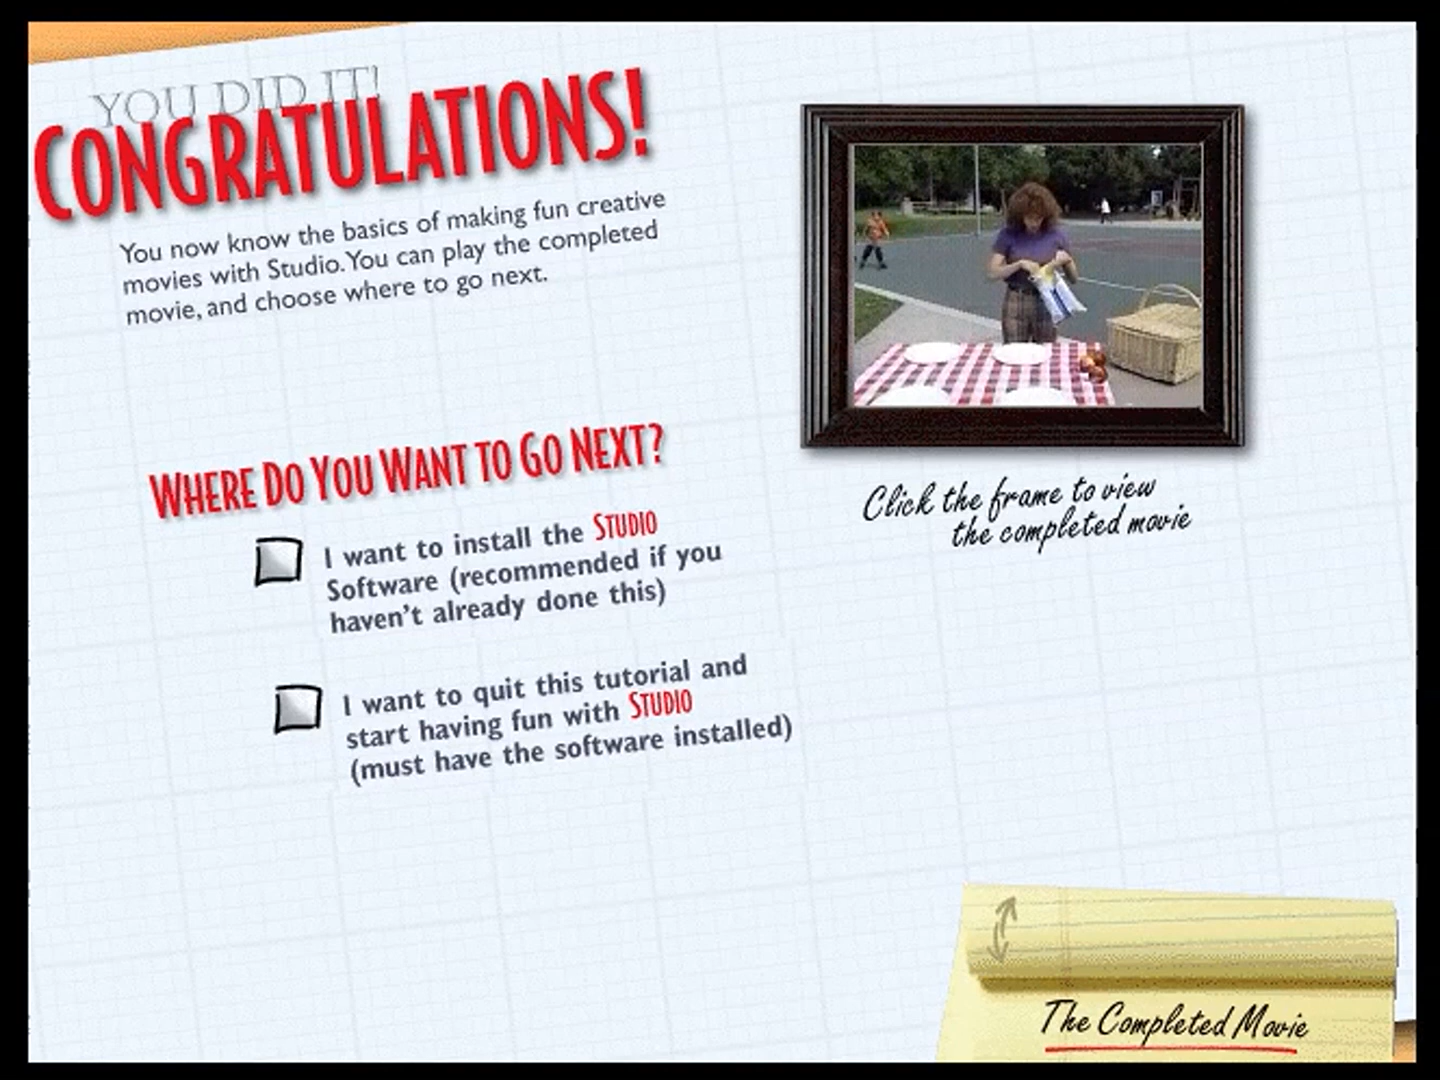 YOU DID IT!
CONGRATULATIONS!
You now know the basics of making fun creative
movies with Studio. You can play the completed
movie, and choose where to go next.
WHERE DO YOU WANT TO GO NEXT?
I want to install the STUDIO
Software (recommended if you
haven't already done this)
I want to quit this tutorial and
start having fun with STUDIO
(must have the software installed)
Click the frame to view
the completed movie
The Completed Movie